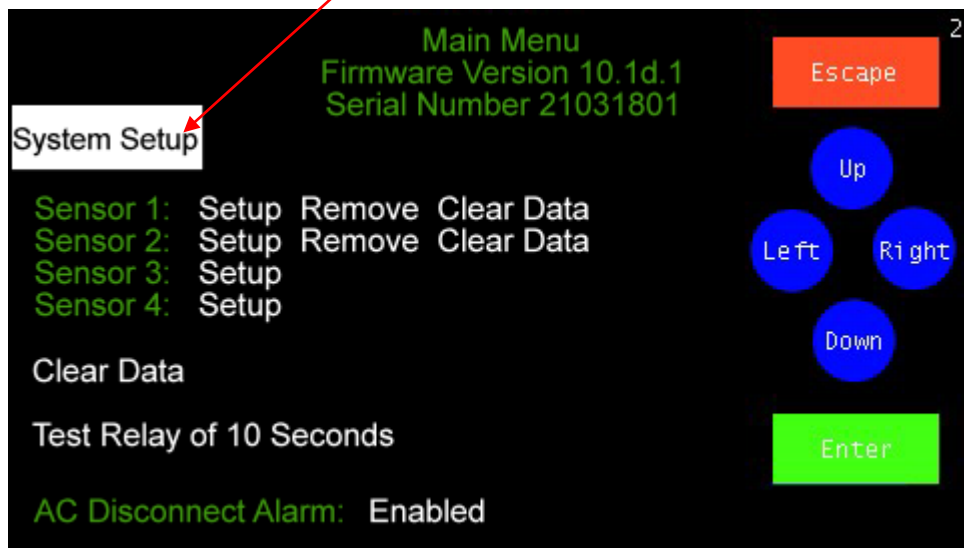 2
Main Menu
Firmware Version 10.1d.1
Serial Number 21031801
System Setup
Sensor 1: Setup Remove Clear Data
Sensor 2: Setup Remove Clear Data
Sensor 3: Setup
Sensor 4: Setup
Clear Data
Test Relay of 10 Seconds
AC Disconnect Alarm: Enabled
Escape
Up
Left Right
Down
Enter